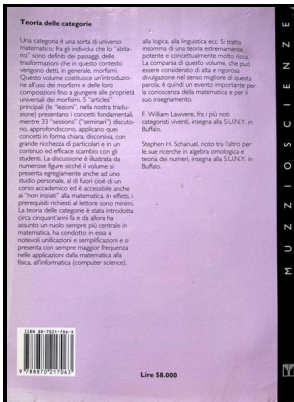 Teoria delle categorie
Una categoria è una sorta di universo
matematico, fra gli individui che lo "abita-
no" sono definiti dei passaggi, delle
trasformazioni che in questo contesto
verigono detti, in generale, morfismi.
Questo volume costituisce un'introduzio-
ne all'uso dei morfismi e delle loro
composizioni fino a giungere alle proprietà
universali dei morfismi. 5 "articles"
principali (le "lezioni", nella nostra tradu-
zione) presentano i concetti fondamentali,
mentre 33 "sessions" ("seminari") discuto-
no, approfondiscono, applicano quei
concetti in forma chiara, discorsiva, con
grande ricchezza di particolari e in un
continuo ed efficace scambio con gli
studenti. La discussione è illustrata da
numerose figure sicché il volume si
presenta egregiamente anche ad uno
studio personale, al di fuori cioè di un
corso accademico ed è accessibile anche
ai "non iniziati" alla matematica. In effetti, i
prerequisiti richiesti al lettore sono minimi.
La teoria delle categorie è stata introdotta
circa cinquant'anni fa e da allora ha
assunto un ruolo sempre più centrale in
matematica, ha condotto in essa a
notevoli unificazioni e semplificazioni e si
presenta con sempre maggior frequenza
nelle applicazioni dalla matematica alla
fisica, all'informatica (computer science),
alla logica, alla linguistica ecc. Si tratta
insomma di una teoria estremamente
potente e concettualmente molto ricca.
La comparsa di questo volume, che può
essere considerato di alta e rigorosa
divulgazione nel senso migliore di questa
parola, è quindi un evento importante per
la conoscenza della matematica e per il
suo insegnamento.
F. William Lawvere, fra i più noti
categoristi viventi, insegna alla S.U.N.Y. in
Buffalo.
Stephen H. Schanuel, noto tra l'altro per
le sue ricerche in algebra omologica e
teoria dei numeri, insegna alla S.U.N.Y. in
Buffalo.
ISBN 88-7021-706-3
9 788870 217063
Lire 58.000
MUZZIO SCIENZE